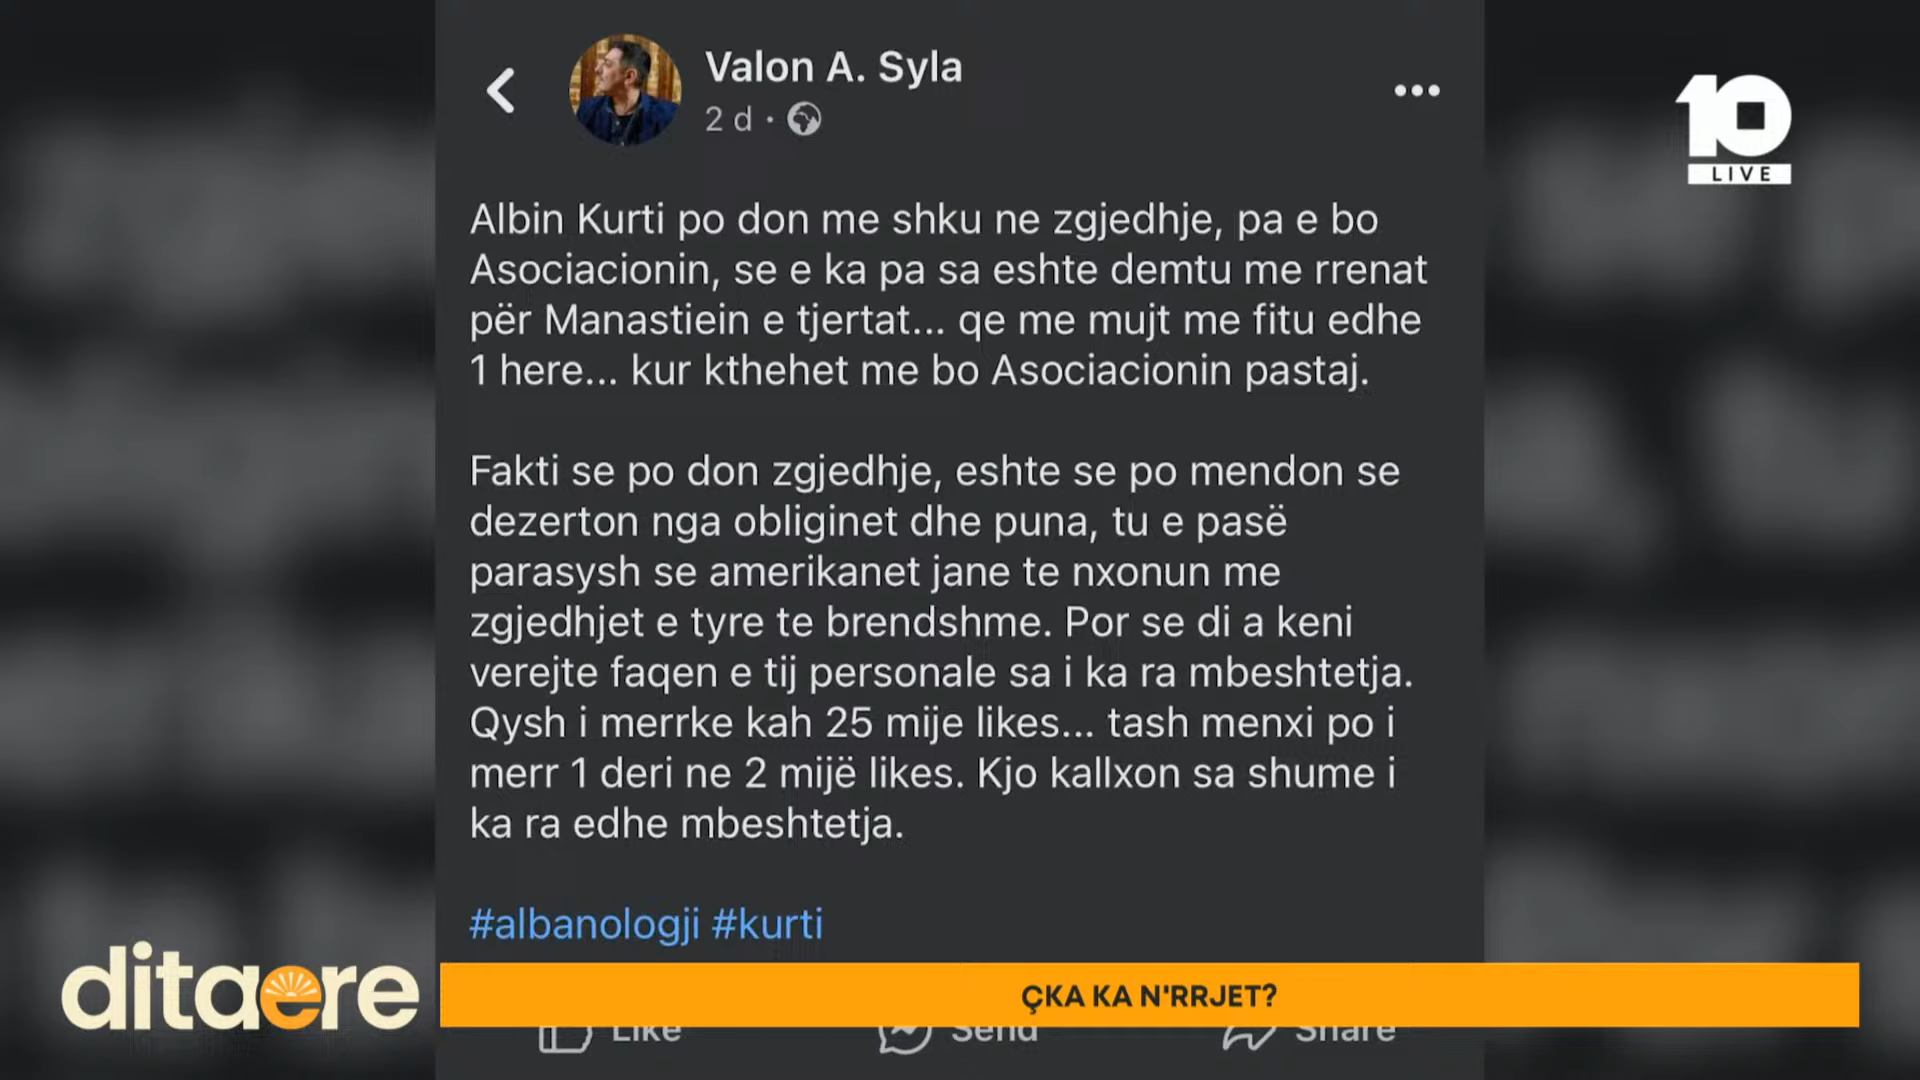 Valon A. Syla
2 d ·
10
LIVE
Albin Kurti po don me shku ne zgjedhje, pa e bo
Asociacionin, se e ka pa sa eshte demtu me rrenat
për Manastiein e tjertat... qe me mujt me fitu edhe
1 here... kur kthehet me bo Asociacionin pastaj.
Fakti se po don zgjedhje, eshte se po mendon se
dezerton nga obliginet dhe puna, tu e pasë
parasysh se amerikanet jane te nxonun me
zgjedhjet e tyre te brendshme. Por se di a keni
verejte faqen e tij personale sa i ka ra mbeshtetja.
Qysh i merrke kah 25 mije likes... tash menxi po i
merr 1 deri ne 2 mijë likes. Kjo kallxon sa shume i
ka ra edhe mbeshtetja.
#albanologji #kurti
ditaere
ÇKA KA N'RRJET?
Like
Send
Share